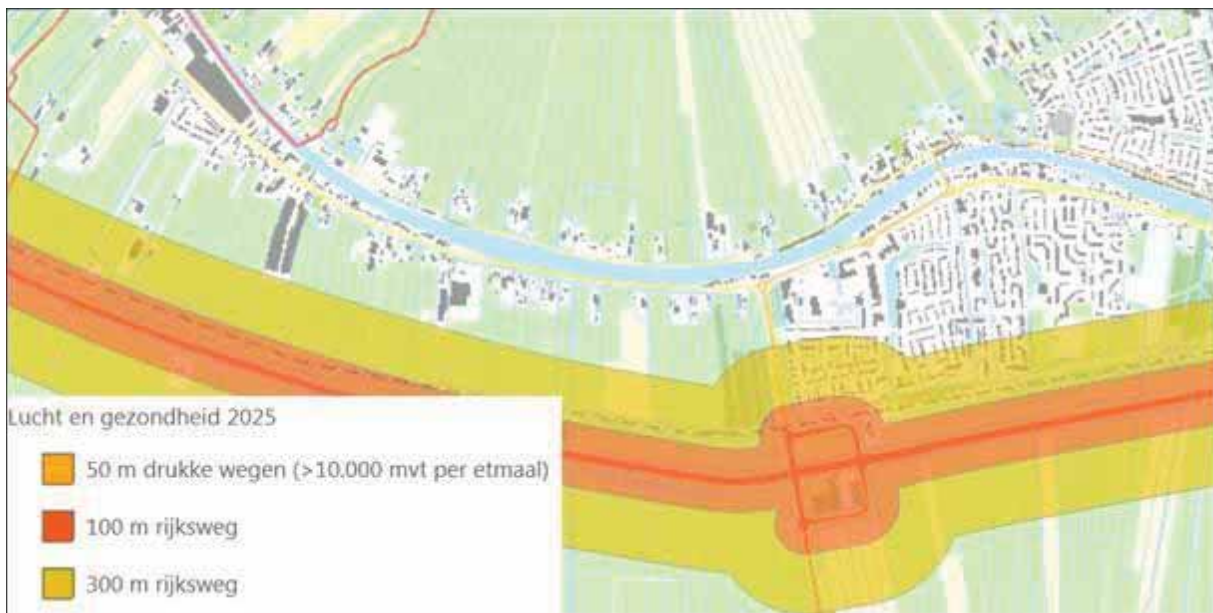 Lucht en gezondheid 2025
50 m drukke wegen (>10.000 mvt per etmaal)
100 m rijksweg
300 m rijksweg